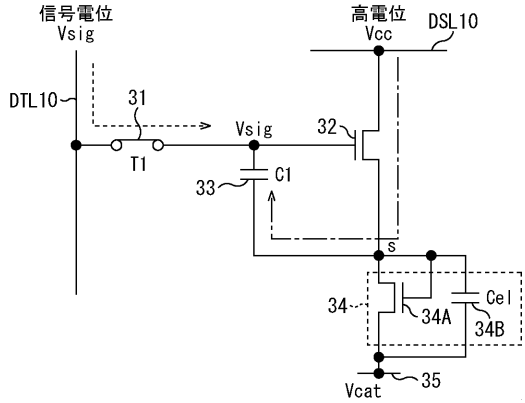 信号電位
Vsig
高電位
Vcc
DSL10
DTL10
31
T1
Vsig
32
33
C1
s
34
34A
Cel
34B
35
Vcat